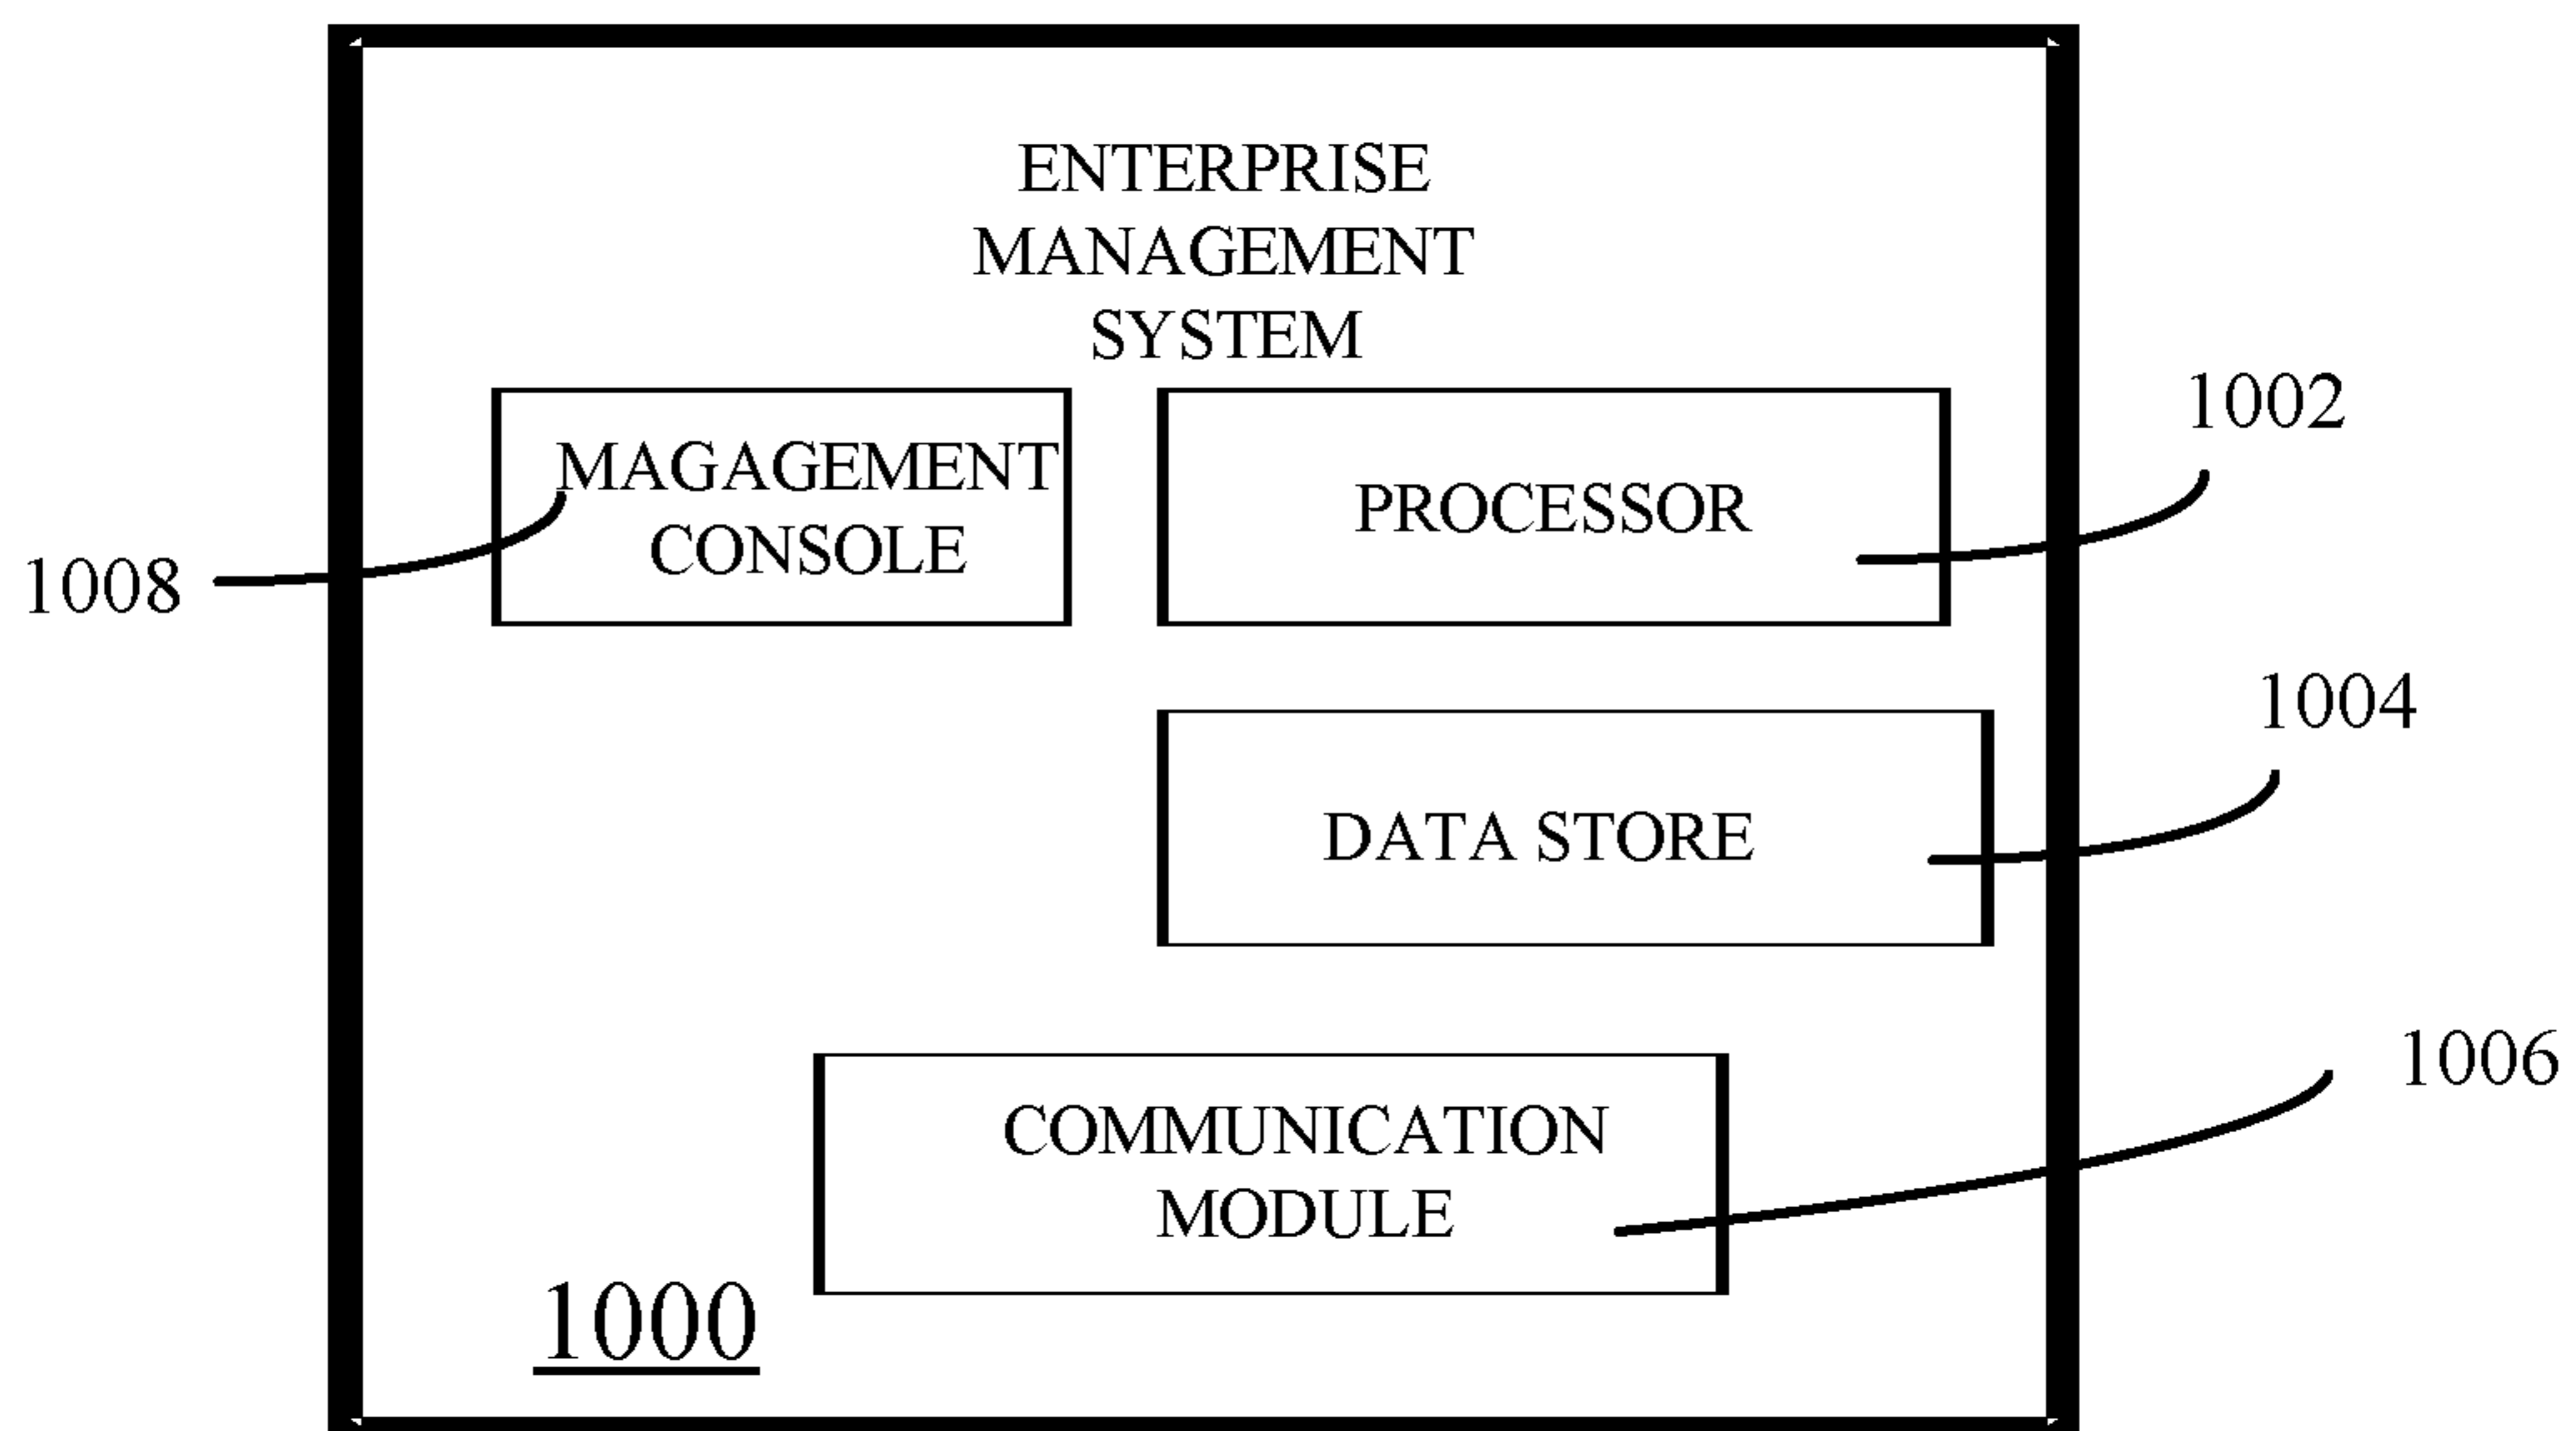 ENTERPRISE
MANAGEMENT
SYSTEM
MAGAGEMENT
CONSOLE
1008
PROCESSOR
1002
DATA STORE
1004
COMMUNICATION
MODULE
1006
1000